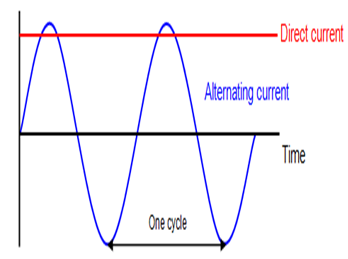 Direct current
Alternating current
Time
One cycle